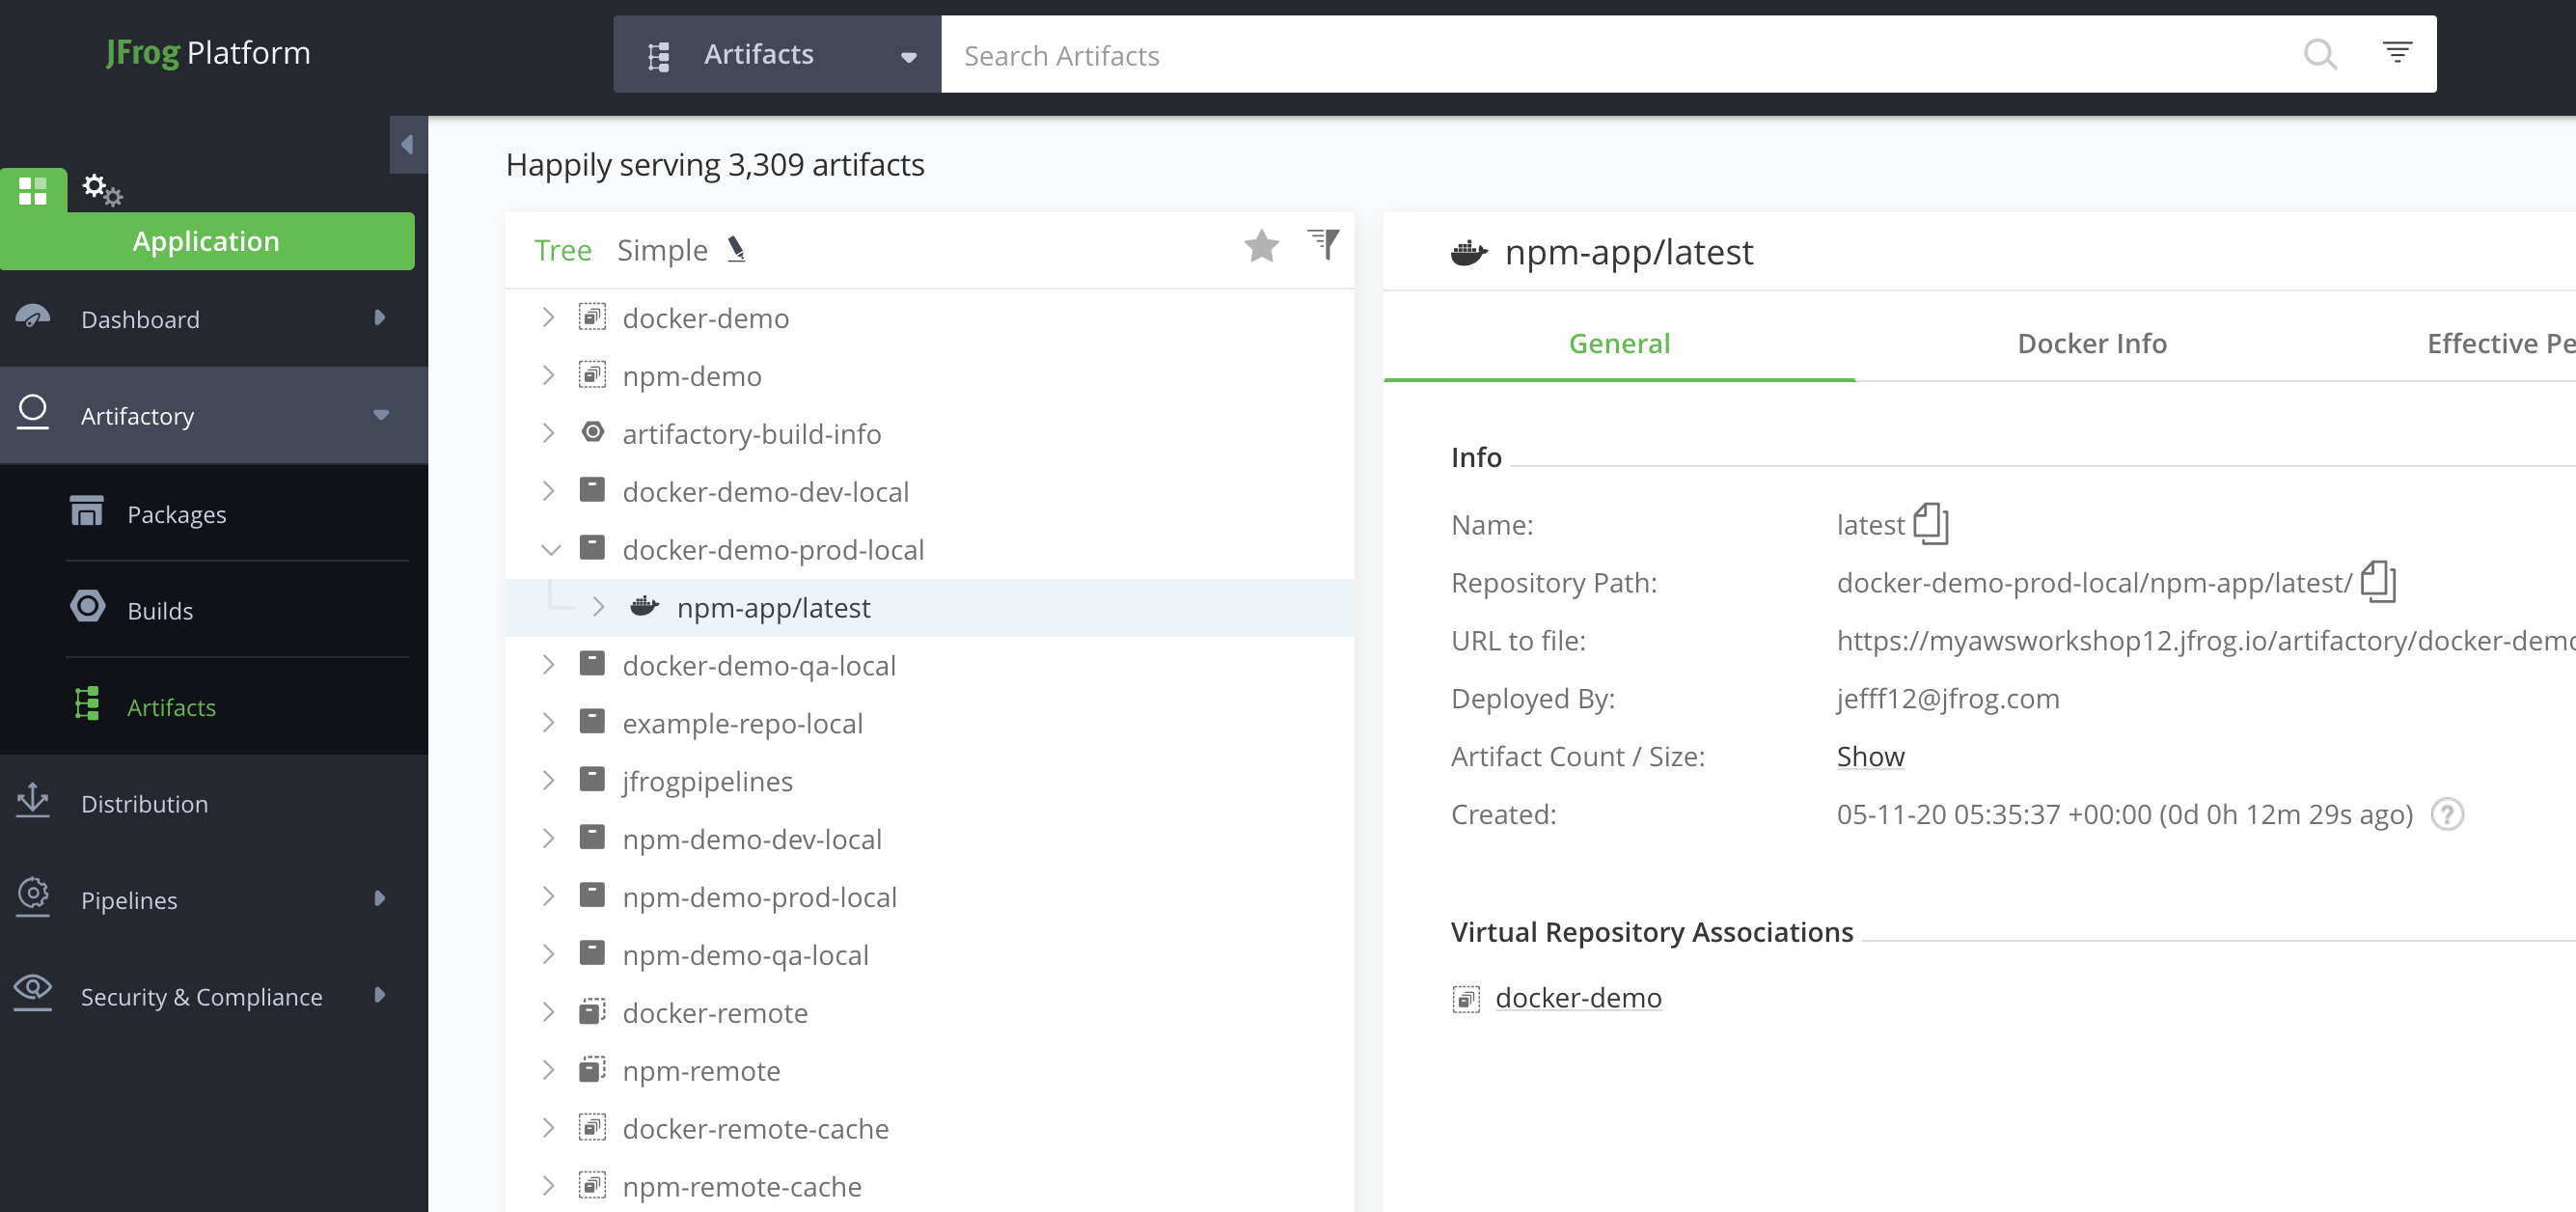 JFrog Platform
Artifacts
Search Artifacts
Happily serving 3,309 artifacts
Application
Dashboard
Artifactory
Packages
Builds
Artifacts
Distribution
Pipelines
Security & Compliance
Tree Simple
docker-demo
npm-demo
artifactory-build-info
docker-demo-dev-local
docker-demo-prod-local
npm-app/latest
docker-demo-qa-local
example-repo-local
jfrogpipelines
npm-demo-dev-local
npm-demo-prod-local
npm-demo-qa-local
docker-remote
npm-remote
docker-remote-cache
npm-remote-cache
npm-app/latest
General Docker Info Effective Pe
Info
Name: latest
Repository Path: docker-demo-prod-local/npm-app/latest/
URL to file: https://myawsworkshop12.jfrog.io/artifactory/docker-demo
Deployed By: jefff12@jfrog.com
Artifact Count / Size: Show
Created: 05-11-20 05:35:37 +00:00 (0d 0h 12m 29s ago) ?
Virtual Repository Associations
docker-demo